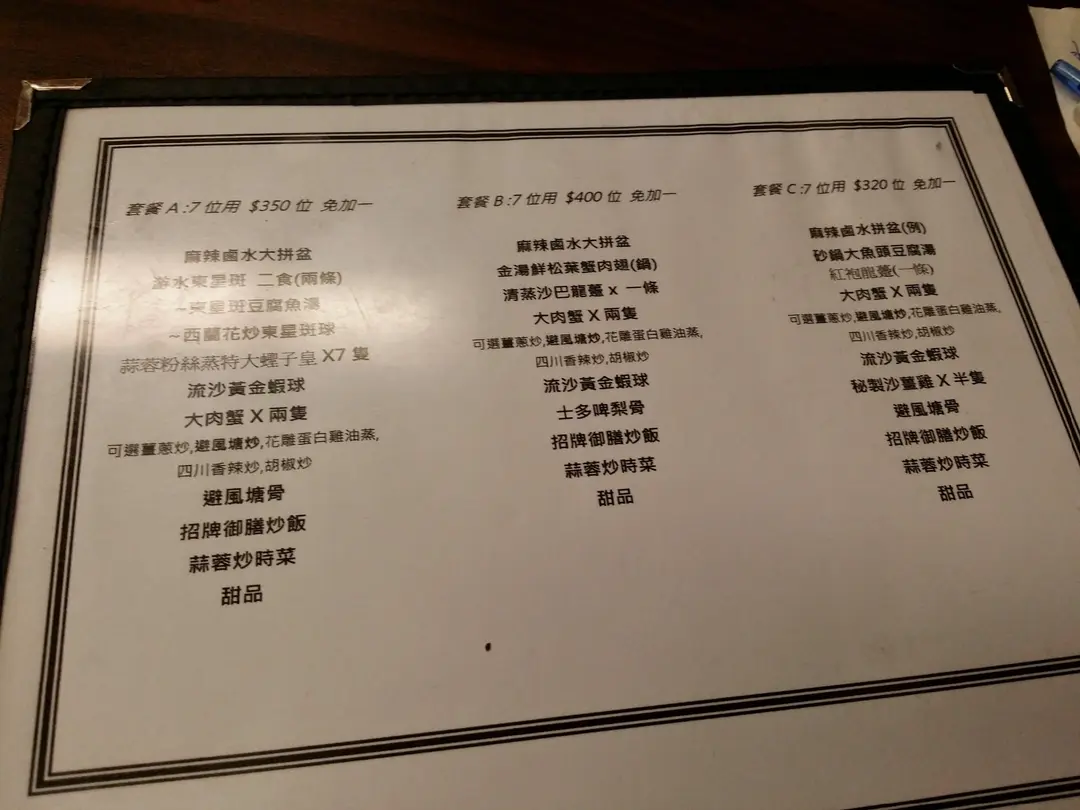 套餐 A :7 位用 $350 位 免加一
麻辣鹵水大拼盆
游水東星斑 二食(兩條)
~東星斑豆腐魚湯
~西蘭花炒東星斑球
蒜蓉粉絲蒸特大蟶子皇 X7 隻
流沙黃金蝦球
大肉蟹 X 兩隻
可選薑蔥炒,避風塘炒,花雕蛋白雞油蒸,
四川香辣炒,胡椒炒
避風塘骨
招牌御膳炒飯
蒜蓉炒時菜
甜品
套餐 B :7 位用 $400 位 免加一
麻辣鹵水大拼盆
金湯鮮松葉蟹肉翅(鍋)
清蒸沙巴龍躉 x 一條
大肉蟹 X 兩隻
可選薑蔥炒,避風塘炒,花雕蛋白雞油蒸,
四川香辣炒,胡椒炒
流沙黃金蝦球
士多啤梨骨
招牌御膳炒飯
蒜蓉炒時菜
甜品
套餐 C :7 位用 $320 位 免加一
麻辣鹵水拼盆(例)
砂鍋大魚頭豆腐湯
紅袍龍躉(一條)
大肉蟹 X 兩隻
可選薑蔥炒,避風塘炒,花雕蛋白雞油蒸,
四川香辣炒,胡椒炒
流沙黃金蝦球
秘製沙薑雞 X 半隻
避風塘骨
招牌御膳炒飯
蒜蓉炒時菜
甜品